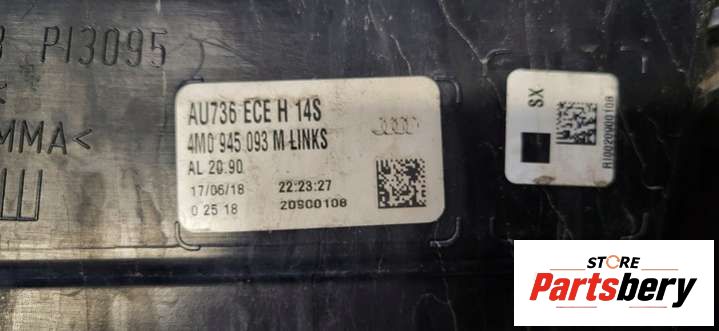 PI3095
MMA<
AU736 ECE H 14S
4M0 945 093 M LINKS
AL 20.90
17/06/18 22:23:27
0 25 18 20900108
SX
STORE
Partsbery